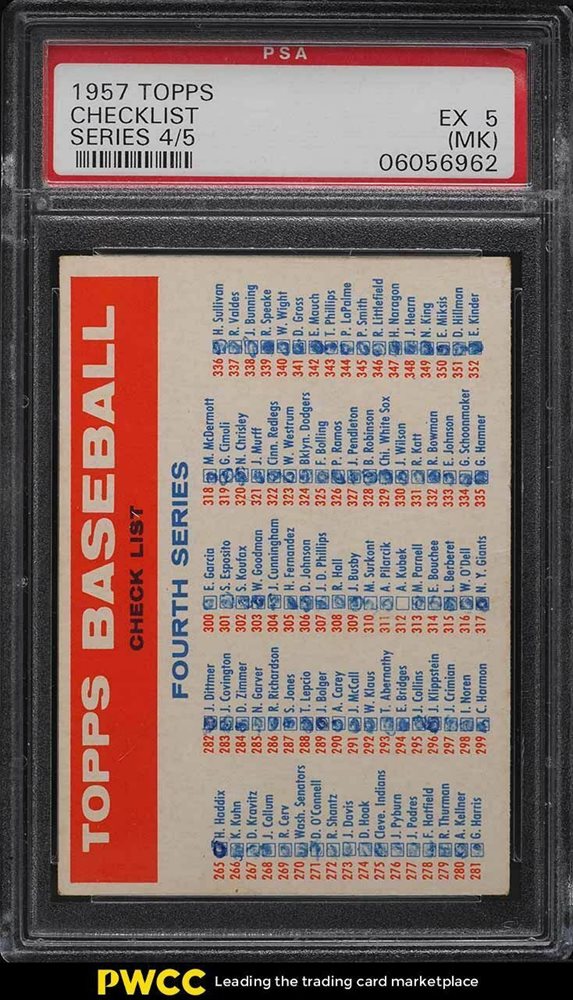 PSA
1957 TOPPS
CHECKLIST
SERIES 4/5
EX 5
(MK)
06056962
TOPPS BASEBALL
CHECK LIST
FOURTH SERIES
265 H. Haddix
266 K. Kuhn
267 D. Kravitz
268 J. Collum
269 R. Cerv
270 Wash. Senators
271 D. O'Connell
272 R. Shantz
273 J. Davis
274 D. Hoak
275 Cleve. Indians
276 J. Pyburn
277 J. Podres
278 F. Hatfield
279 R. Thurman
280 A. Kellner
281 G. Harris
282 J. Dittmer
283 J. Covington
284 D. Zimmer
285 N. Garver
286 R. Richardson
287 S. Jones
288 T. Lepcio
289 J. Bolger
290 A. Carey
291 J. McCall
292 W. Klaus
293 T. Abernathy
294 E. Bridges
295 J. Collins
296 J. Klippstein
297 J. Crimian
298 I. Noren
299 C. Harmon
300 E. Garcia
301 S. Esposito
302 S. Koufax
303 W. Goodman
304 J. Cunningham
305 H. Fernandez
306 D. Johnson
307 J. D. Phillips
308 R. Hall
309 J. Busby
310 M. Surkont
311 A. Pilarcik
312 A. Kubek
313 M. Parnell
314 E. Bouchee
315 L. Berberet
316 W. O'Dell
317 N. Y. Giants
318 M. McDermott
319 G. Cimoli
320 N. Chrisley
321 J. Murff
322 Cinn. Redlegs
323 W. Westrum
324 Bklyn. Dodgers
325 F. Bolling
326 P. Ramos
327 J. Pendleton
328 B. Robinson
329 Chi. White Sox
330 J. Wilson
331 R. Katt
332 R. Bowman
333 E. Johnson
334 G. Schoonmaker
335 G. Hamner
336 H. Sullivan
337 R. Valdes
338 J. Bunning
339 R. Speake
340 W. Wight
341 D. Gross
342 E. Mauch
343 T. Phillips
344 P. LaPalme
345 P. Smith
346 R. Littlefield
347 H. Naragon
348 J. Hearn
349 N. King
350 E. Miksis
351 D. Hillman
352 E. Kinder
PWCC Leading the trading card marketplace